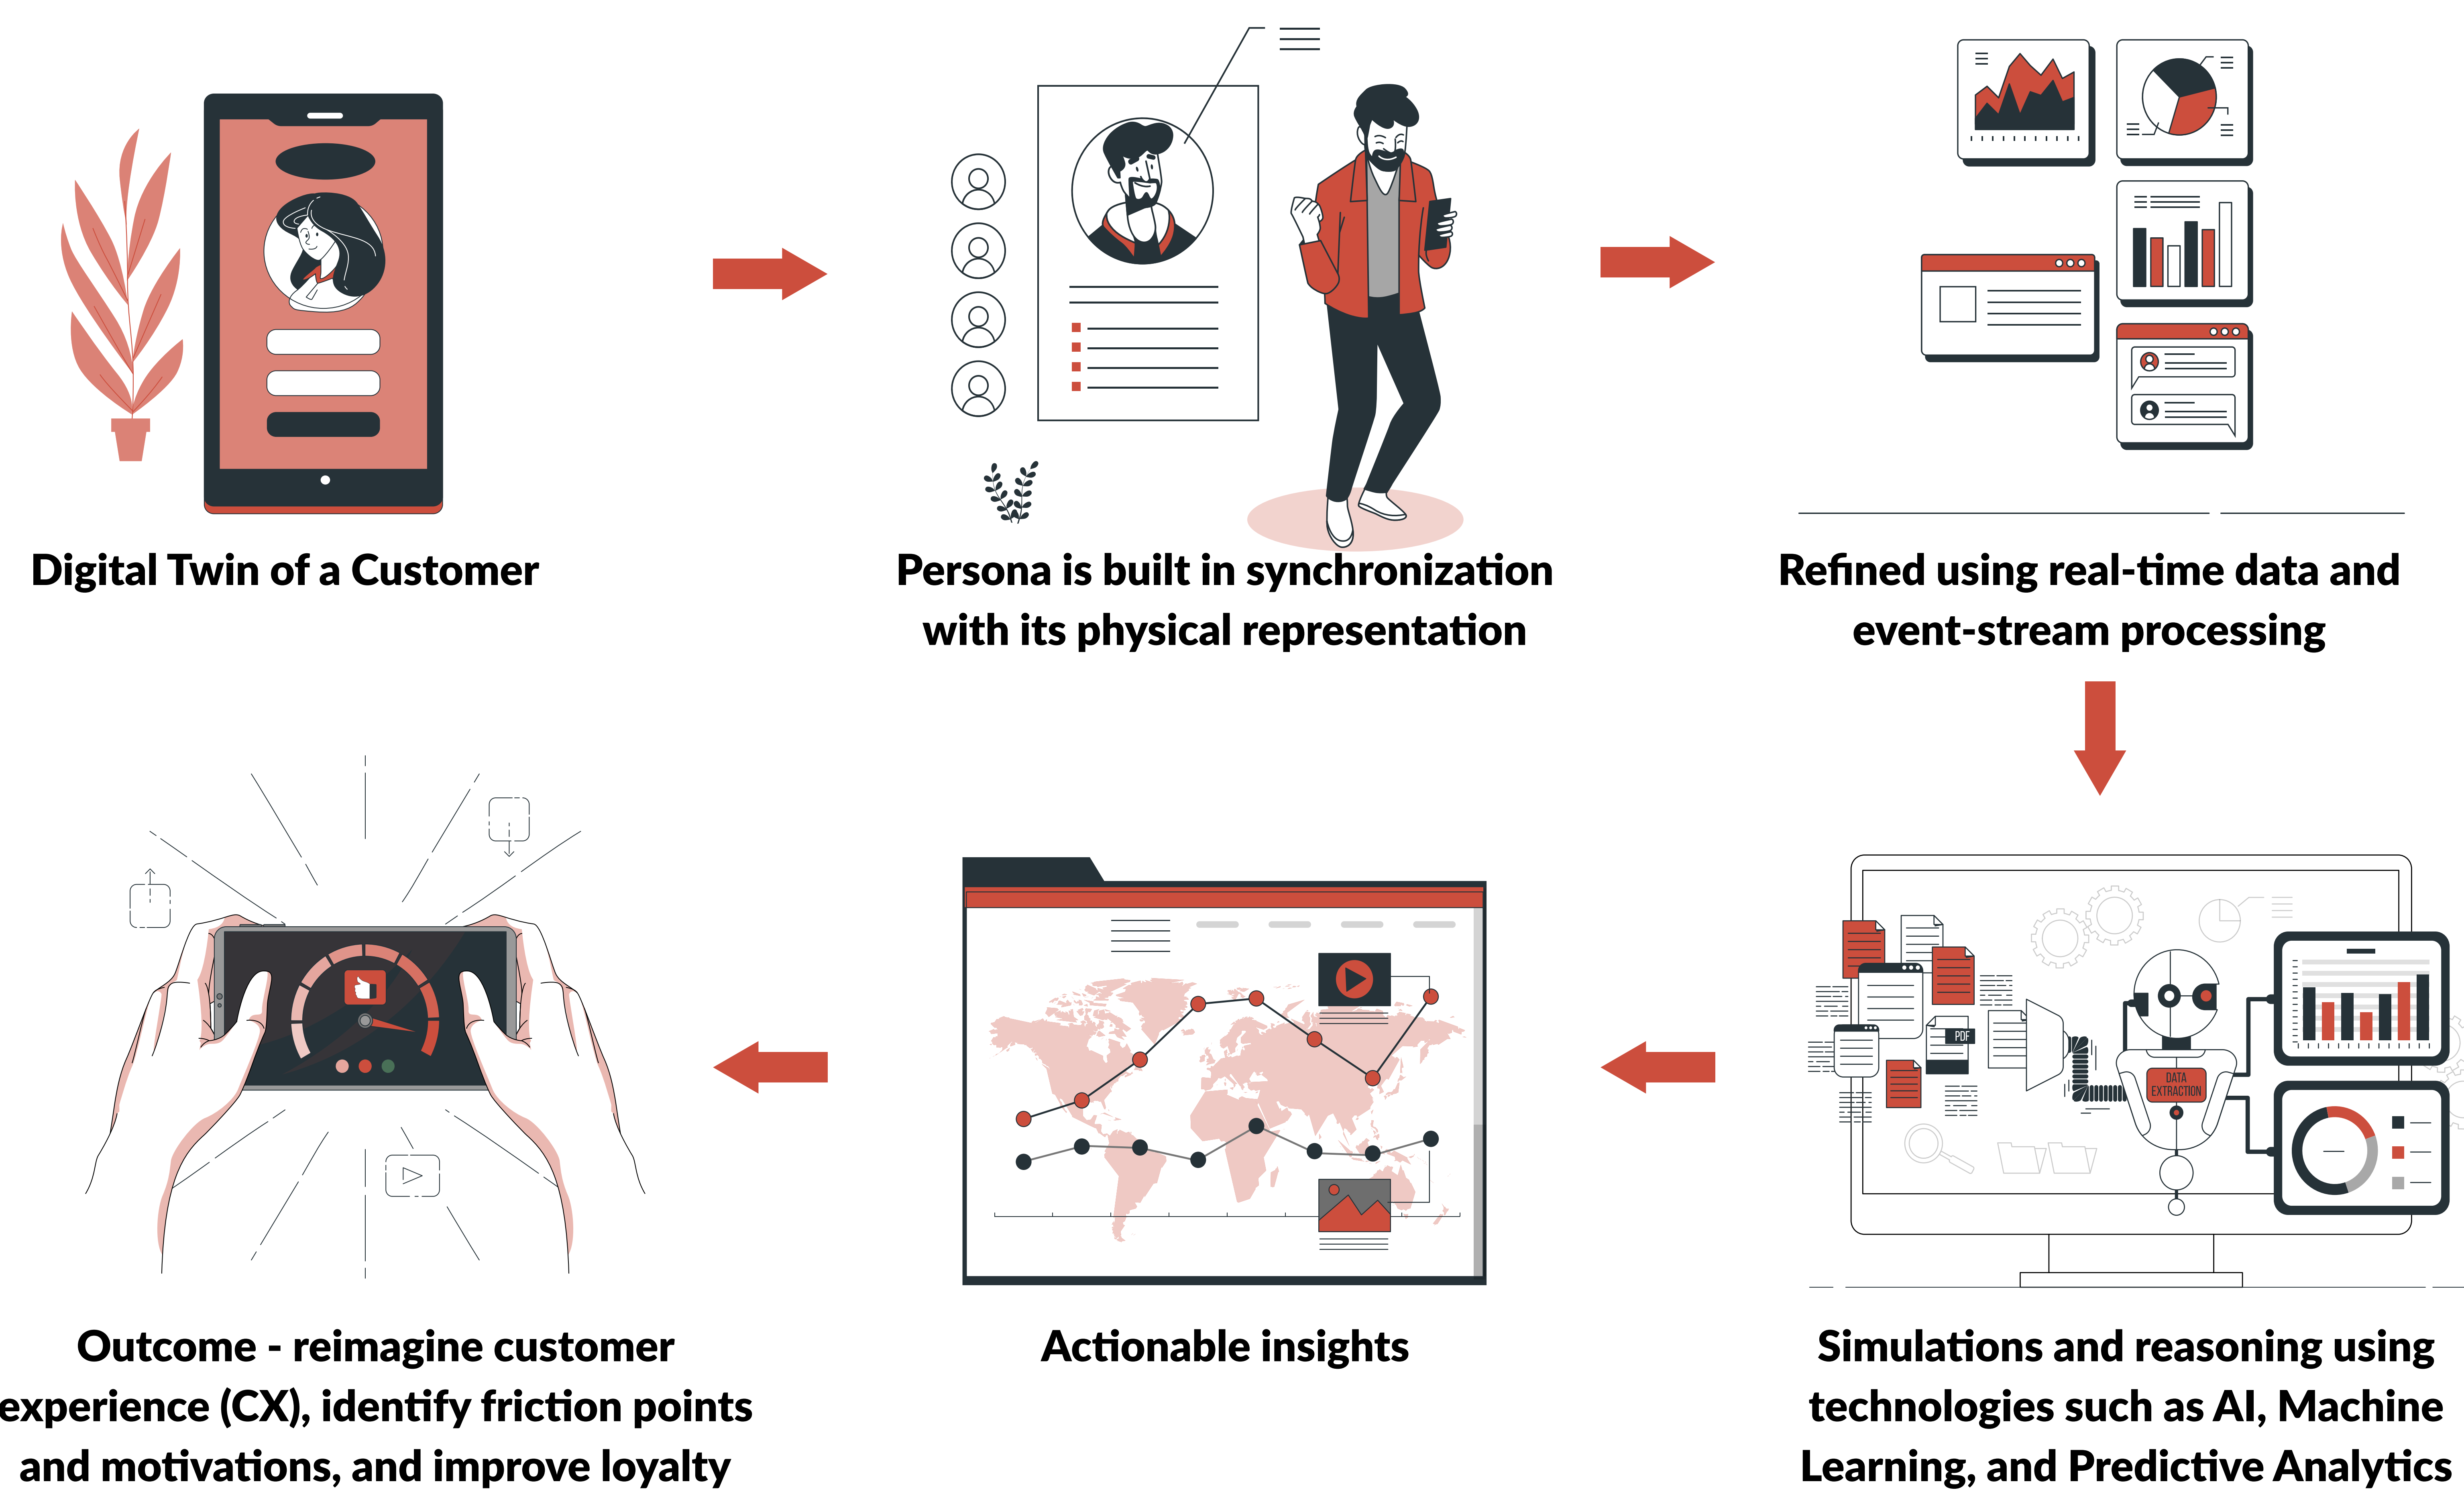 Digital Twin of a Customer
Persona is built in synchronization
with its physical representation
Refined using real-time data and
event-stream processing
PDF
DATA
EXTRACTION
Simulations and reasoning using
technologies such as AI, Machine
Learning, and Predictive Analytics
Actionable insights
Outcome - reimagine customer
experience (CX), identify friction points
and motivations, and improve loyalty